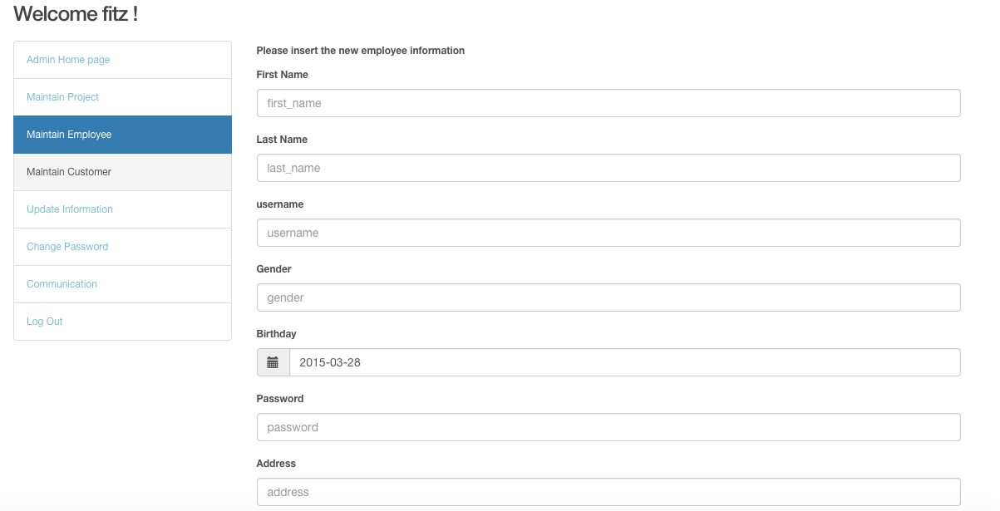 Welcome fitz !
Admin Home page
Maintain Project
Maintain Employee
Maintain Customer
Update Information
Change Password
Communication
Log Out
Please insert the new employee information
First Name
first_name
Last Name
last_name
username
username
Gender
gender
Birthday
2015-03-28
Password
password
Address
address